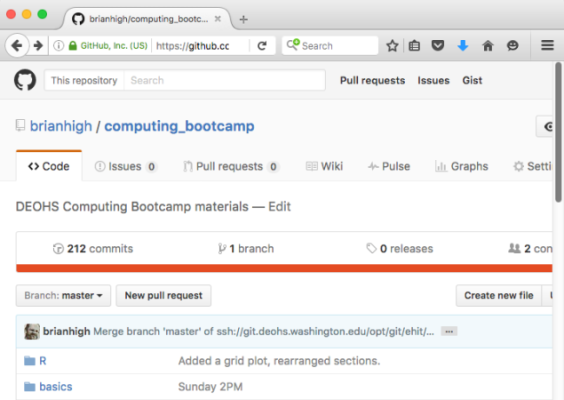 brianhigh/computing_bootc...
GitHub, Inc. (US) https://github.cc Search
This repository Search Pull requests Issues Gist
brianhigh / computing_bootcamp
Code Issues 0 Pull requests 0 Wiki Pulse Graphs Setti
DEOHS Computing Bootcamp materials — Edit
212 commits 1 branch 0 releases 2 con
Branch: master New pull request Create new file
brianhigh Merge branch 'master' of ssh://git.deohs.washington.edu/opt/git/ehit/... ...
R Added a grid plot, rearranged sections.
basics Sunday 2PM